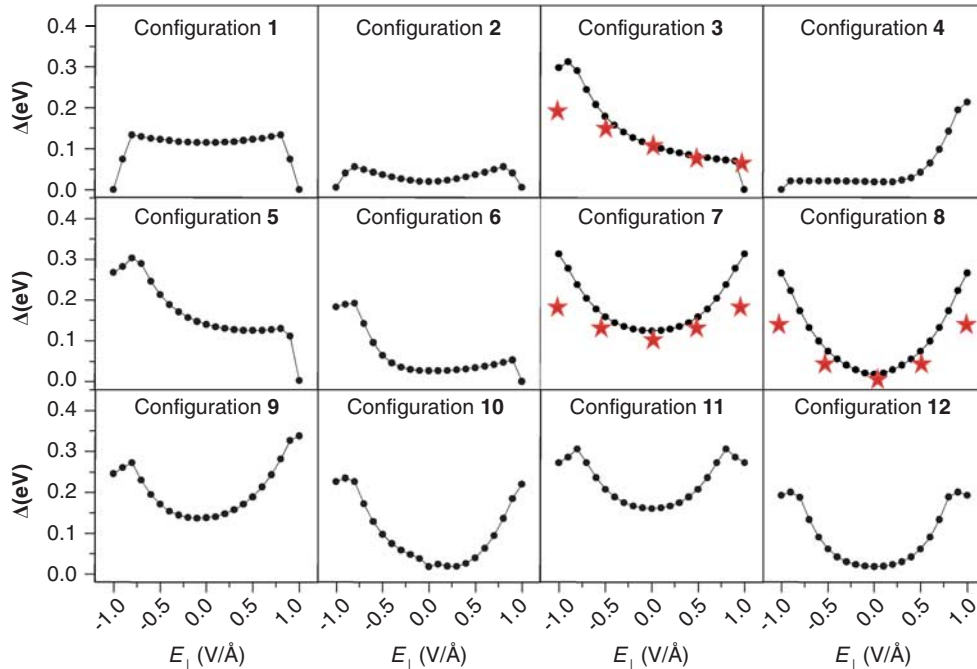 Configuration 1
Configuration 2
Configuration 3
Configuration 4
Δ(eV)
0.4
0.3
0.2
0.1
0.0
Configuration 5
Configuration 6
Configuration 7
Configuration 8
Δ(eV)
0.4
0.3
0.2
0.1
0.0
Configuration 9
Configuration 10
Configuration 11
Configuration 12
Δ(eV)
0.4
0.3
0.2
0.1
0.0
-1.0 -0.5 0.0 0.5 1.0
-1.0 -0.5 0.0 0.5 1.0
-1.0 -0.5 0.0 0.5 1.0
-1.0 -0.5 0.0 0.5 1.0
E| (V/Å)
E| (V/Å)
E| (V/Å)
E| (V/Å)